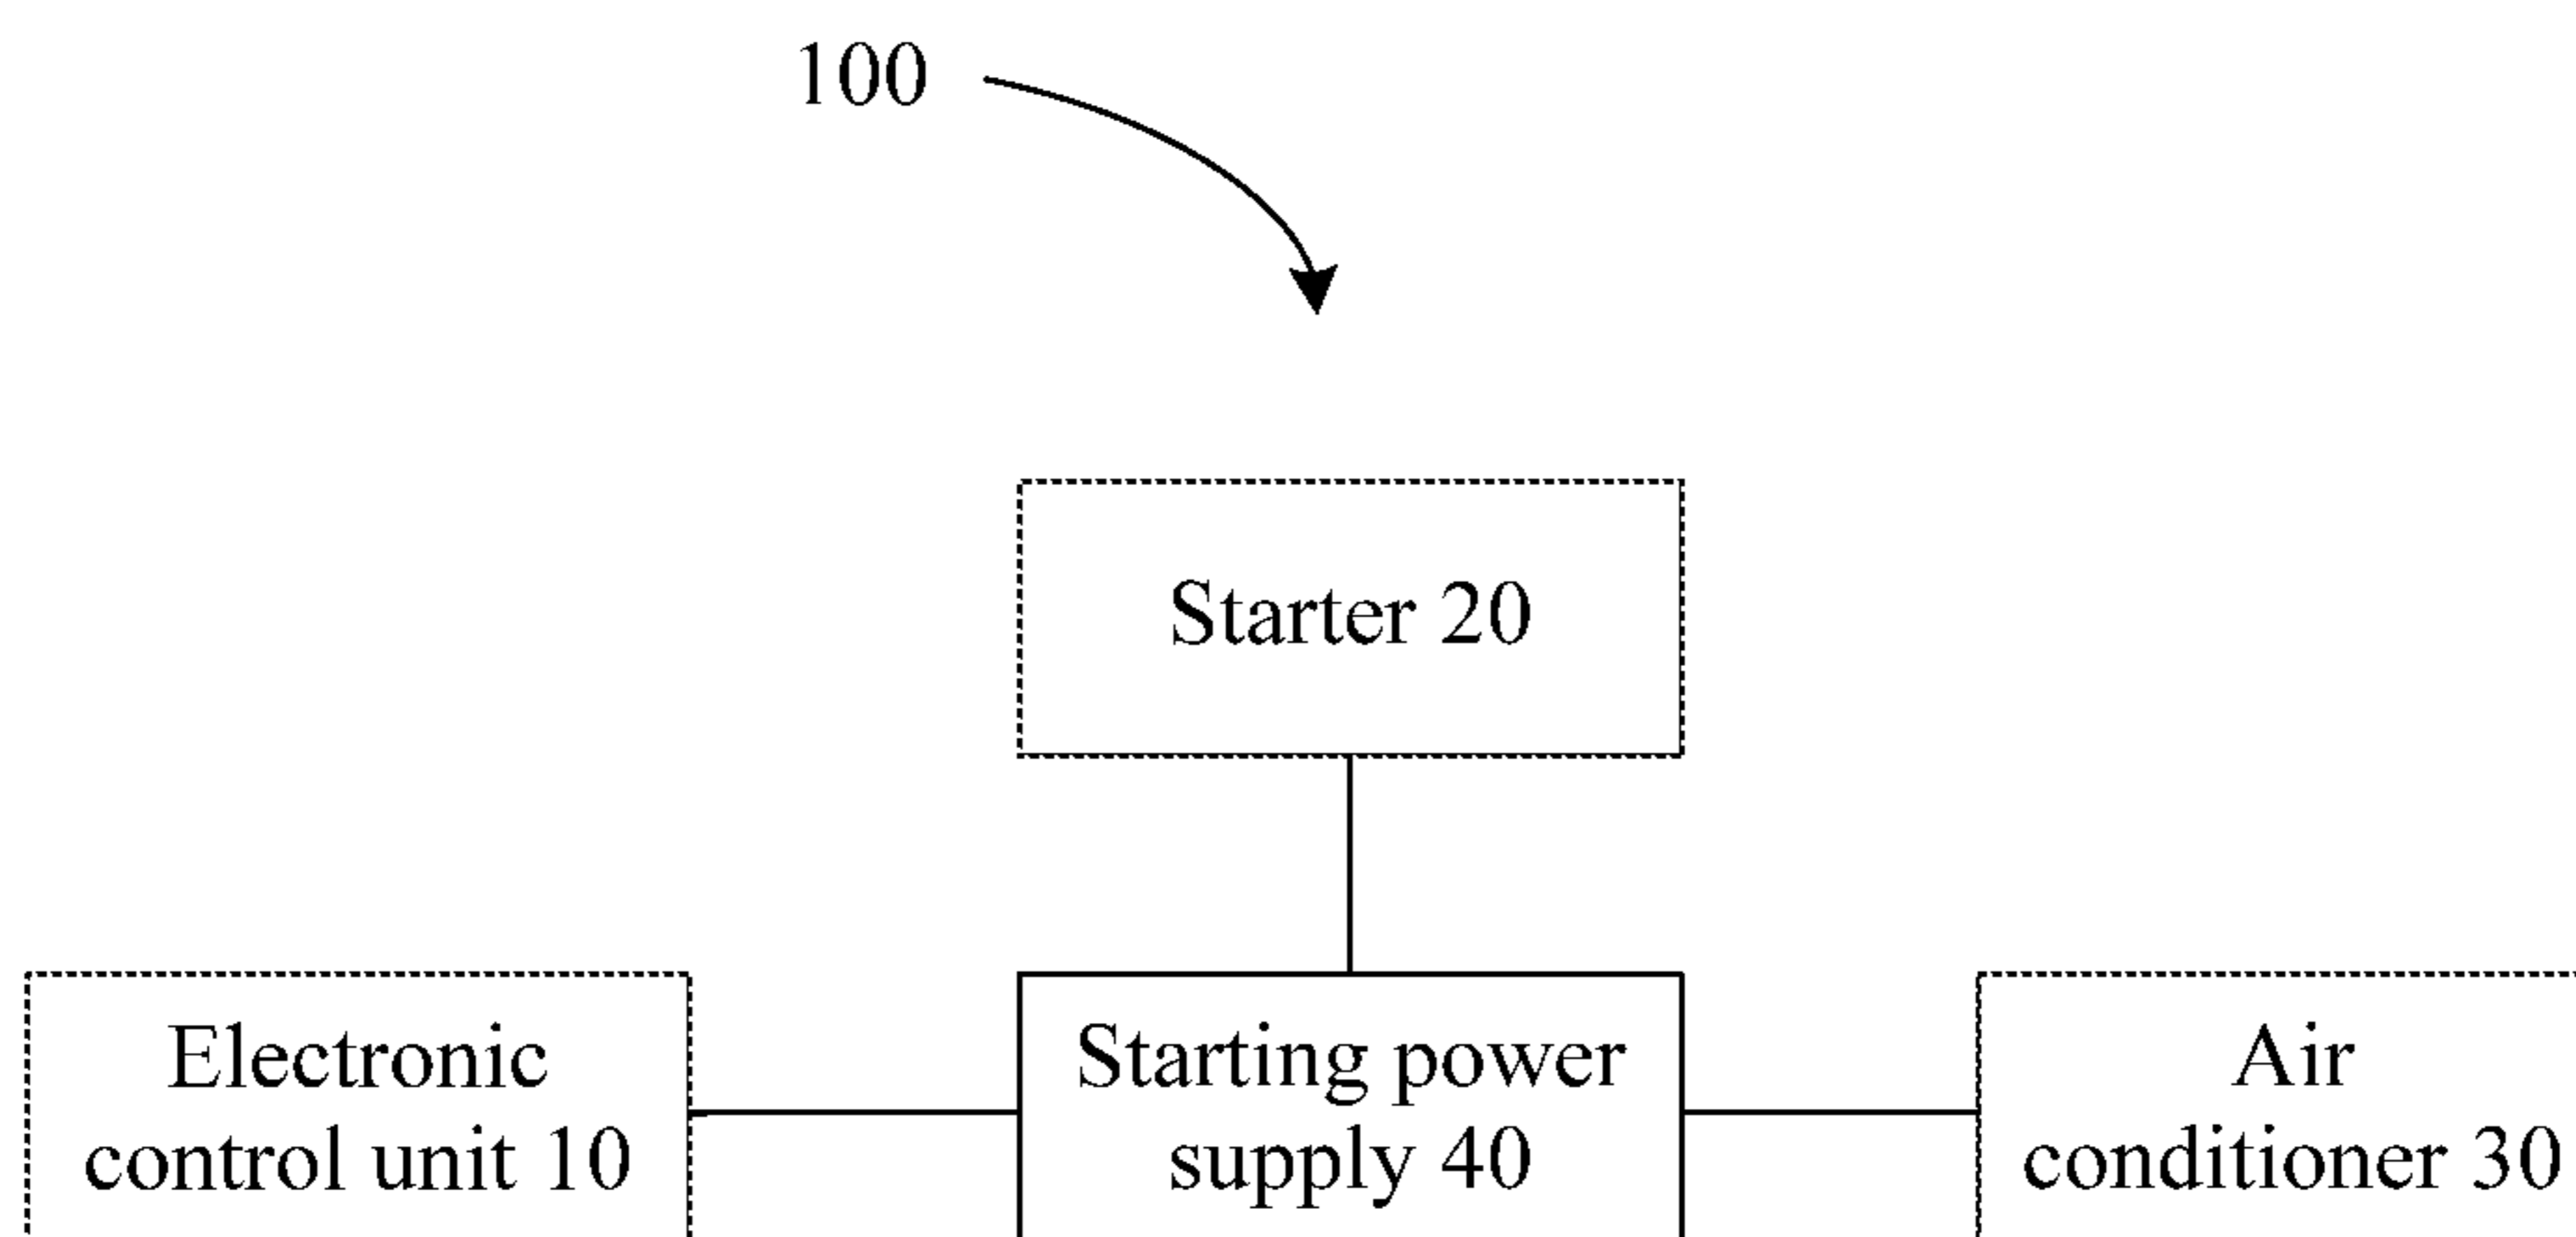 100
Starter 20
Electronic
control unit 10
Starting power
supply 40
Air
conditioner 30